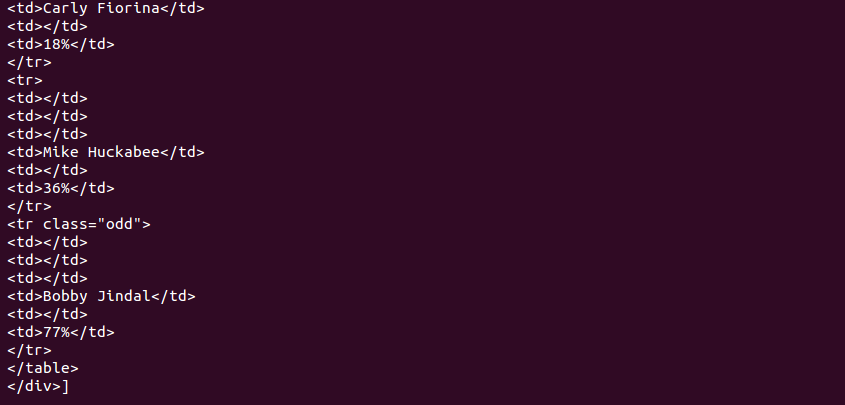 <td>Carly Fiorina</td>
<td></td>
<td>18%</td>
</tr>
<tr>
<td></td>
<td></td>
<td></td>
<td>Mike Huckabee</td>
<td></td>
<td>36%</td>
</tr>
<tr class="odd">
<td></td>
<td></td>
<td></td>
<td>Bobby Jindal</td>
<td></td>
<td>77%</td>
</tr>
</table>
</div>]